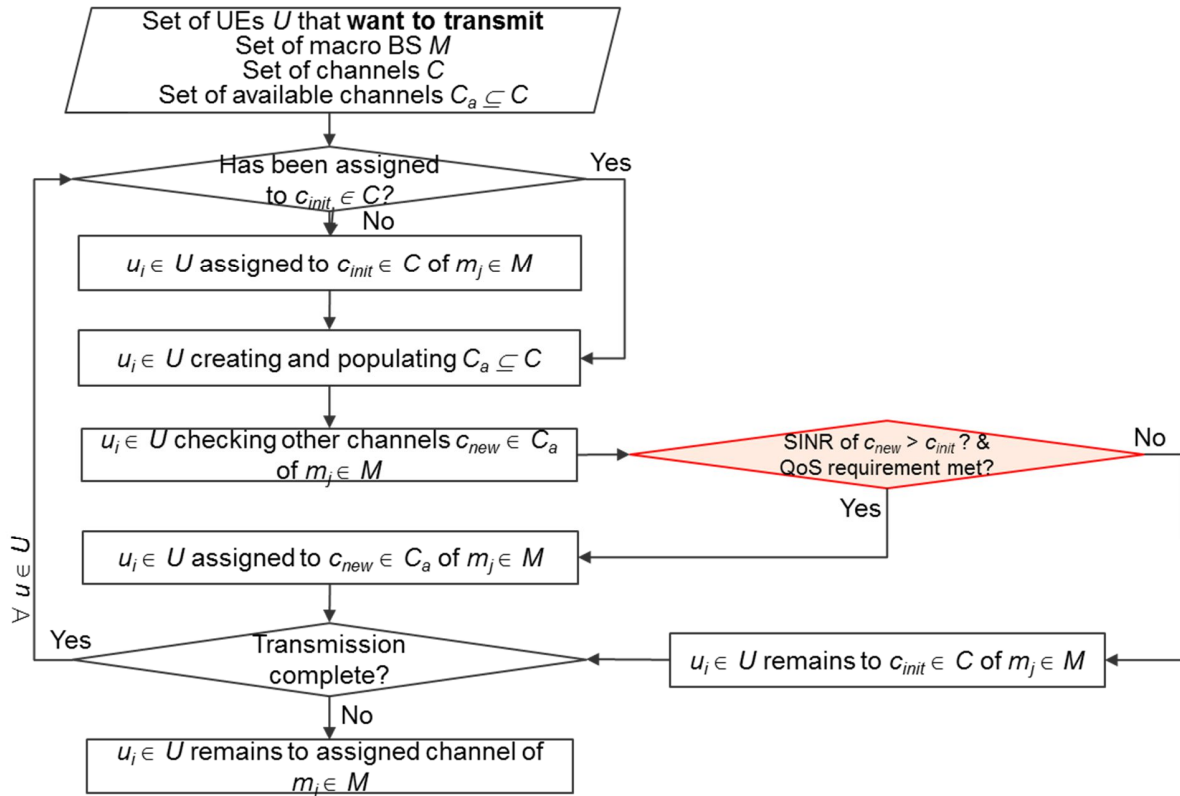 Set of UEs U that want to transmit
Set of macro BS M
Set of channels C
Set of available channels Ca ⊆ C
Has been assigned
to cinit, ∈ C?
Yes
No
ui ∈ U assigned to cinit ∈ C of mj ∈ M
ui ∈ U creating and populating Ca ⊆ C
ui ∈ U checking other channels cnew ∈ Ca
of mj ∈ M
SINR of cnew > cinit ? &
QoS requirement met?
No
Yes
ui ∈ U assigned to cnew ∈ Ca of mj ∈ M
∀ u ∈ U
Yes
Transmission
complete?
ui ∈ U remains to cinit ∈ C of mj ∈ M
No
ui ∈ U remains to assigned channel of
mj ∈ M